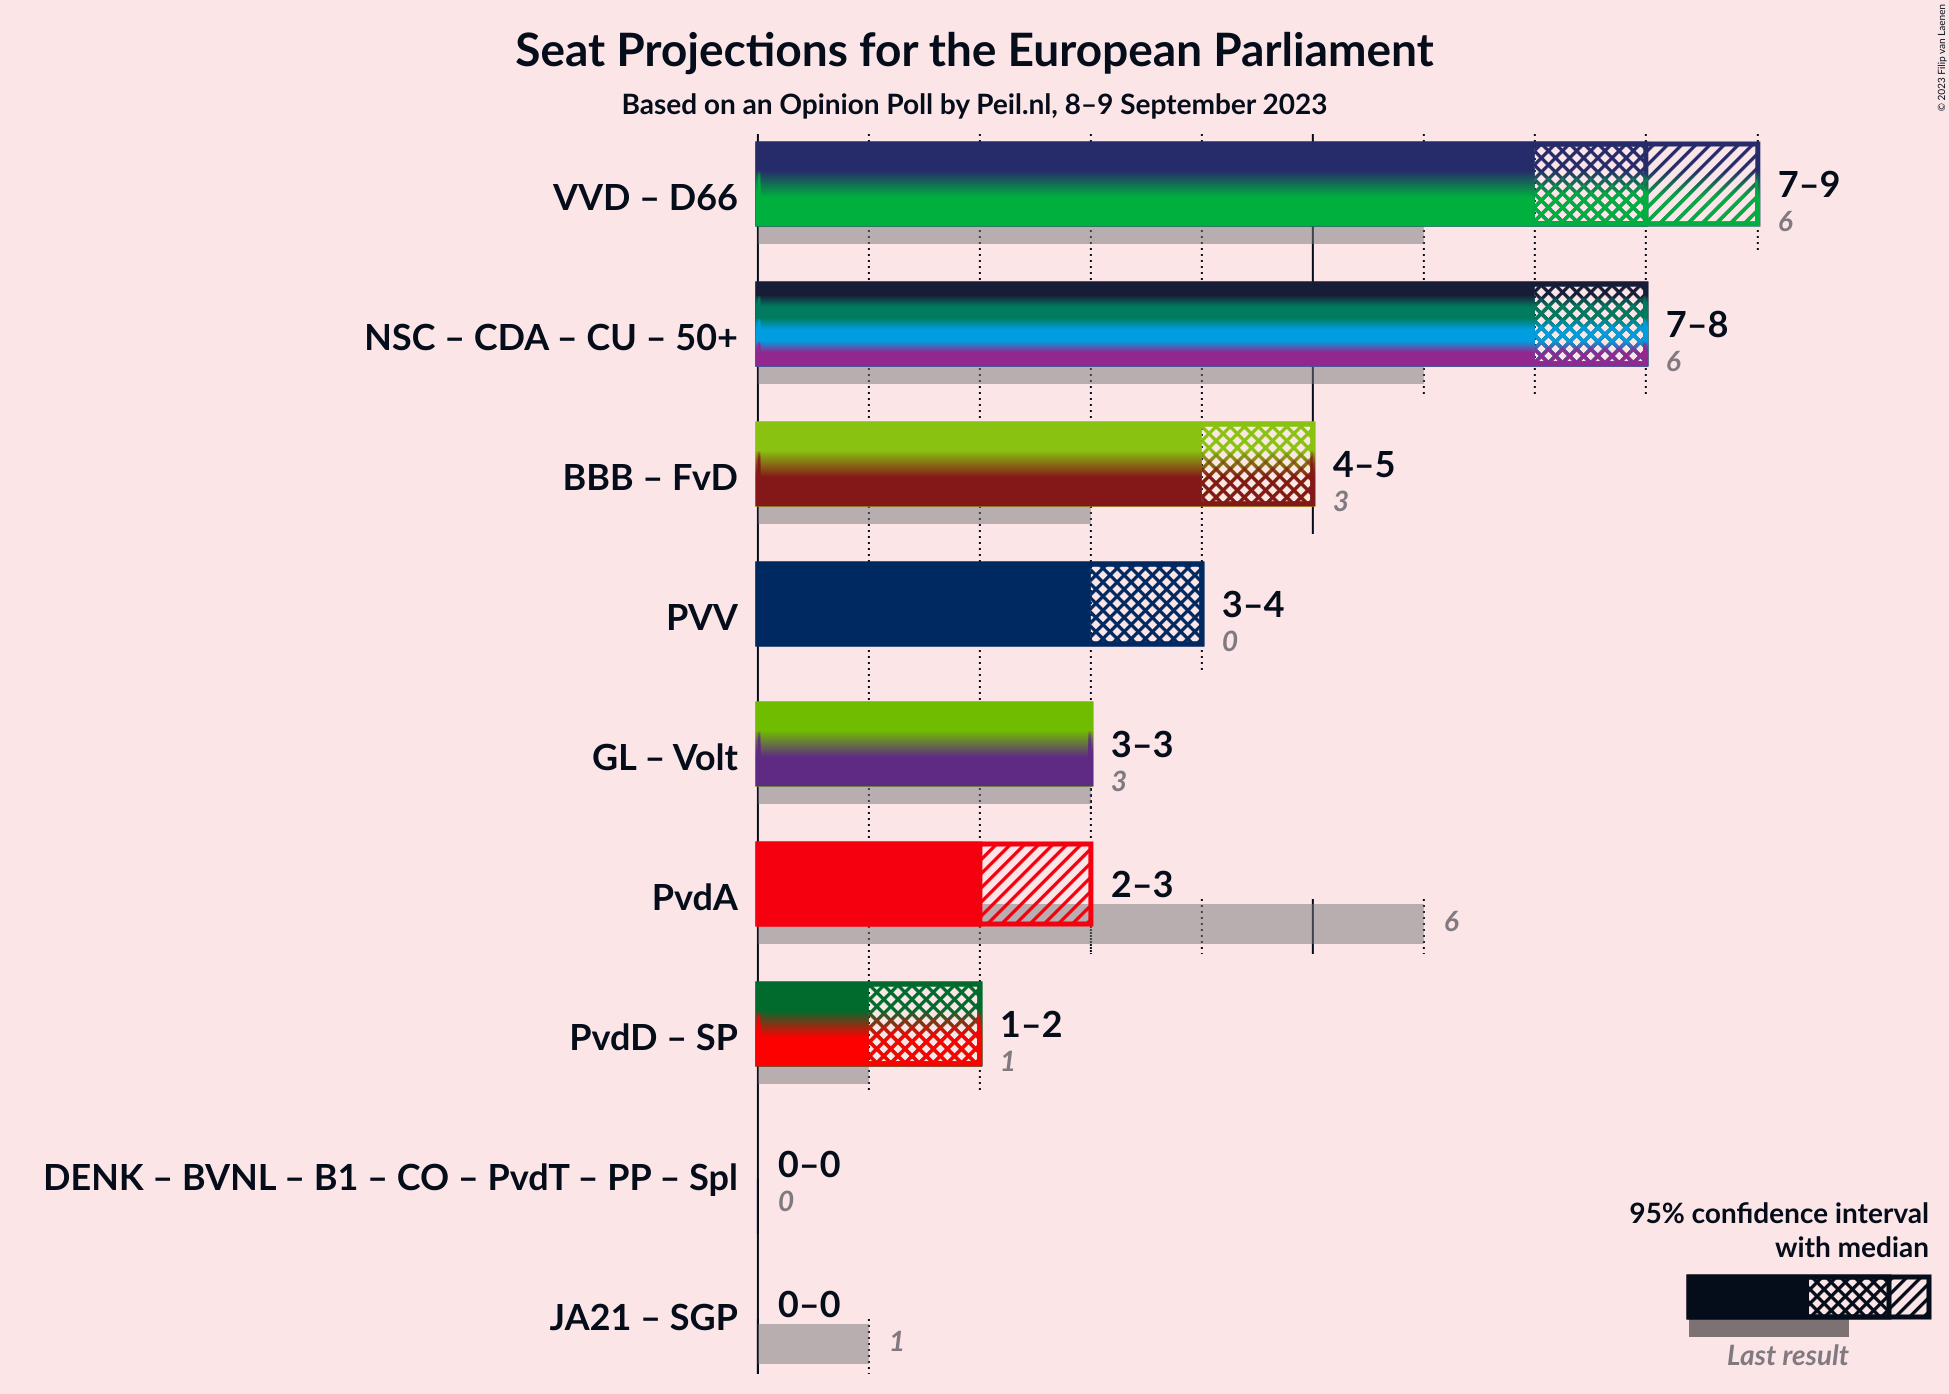 Seat Projections for the European Parliament
Based on an Opinion Poll by Peil.nl, 8–9 September 2023
© 2023 Filip van Laenen
VVD – D66
7–9
6
NSC – CDA – CU – 50+
7–8
6
BBB – FvD
4–5
3
PVV
3–4
0
GL – Volt
3–3
3
PvdA
2–3
6
PvdD – SP
1–2
1
DENK – BVNL – B1 – CO – PvdT – PP – Spl
0–0
0
JA21 – SGP
0–0
1
95% confidence interval
with median
Last result